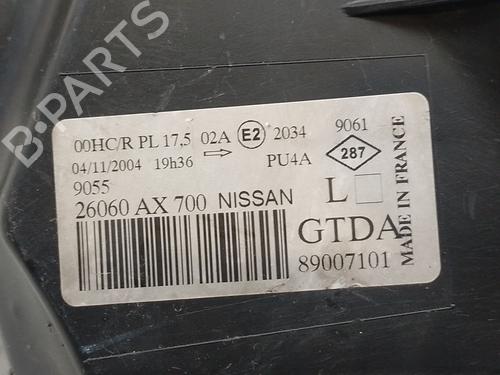 B-PARTS
00HC/R PL 17,5 02A E2 2034 9061
04/11/2004 19h36 PU4A 287
9055
26060 AX 700 NISSAN L
GTDA
89007101
MADE IN FRANCE